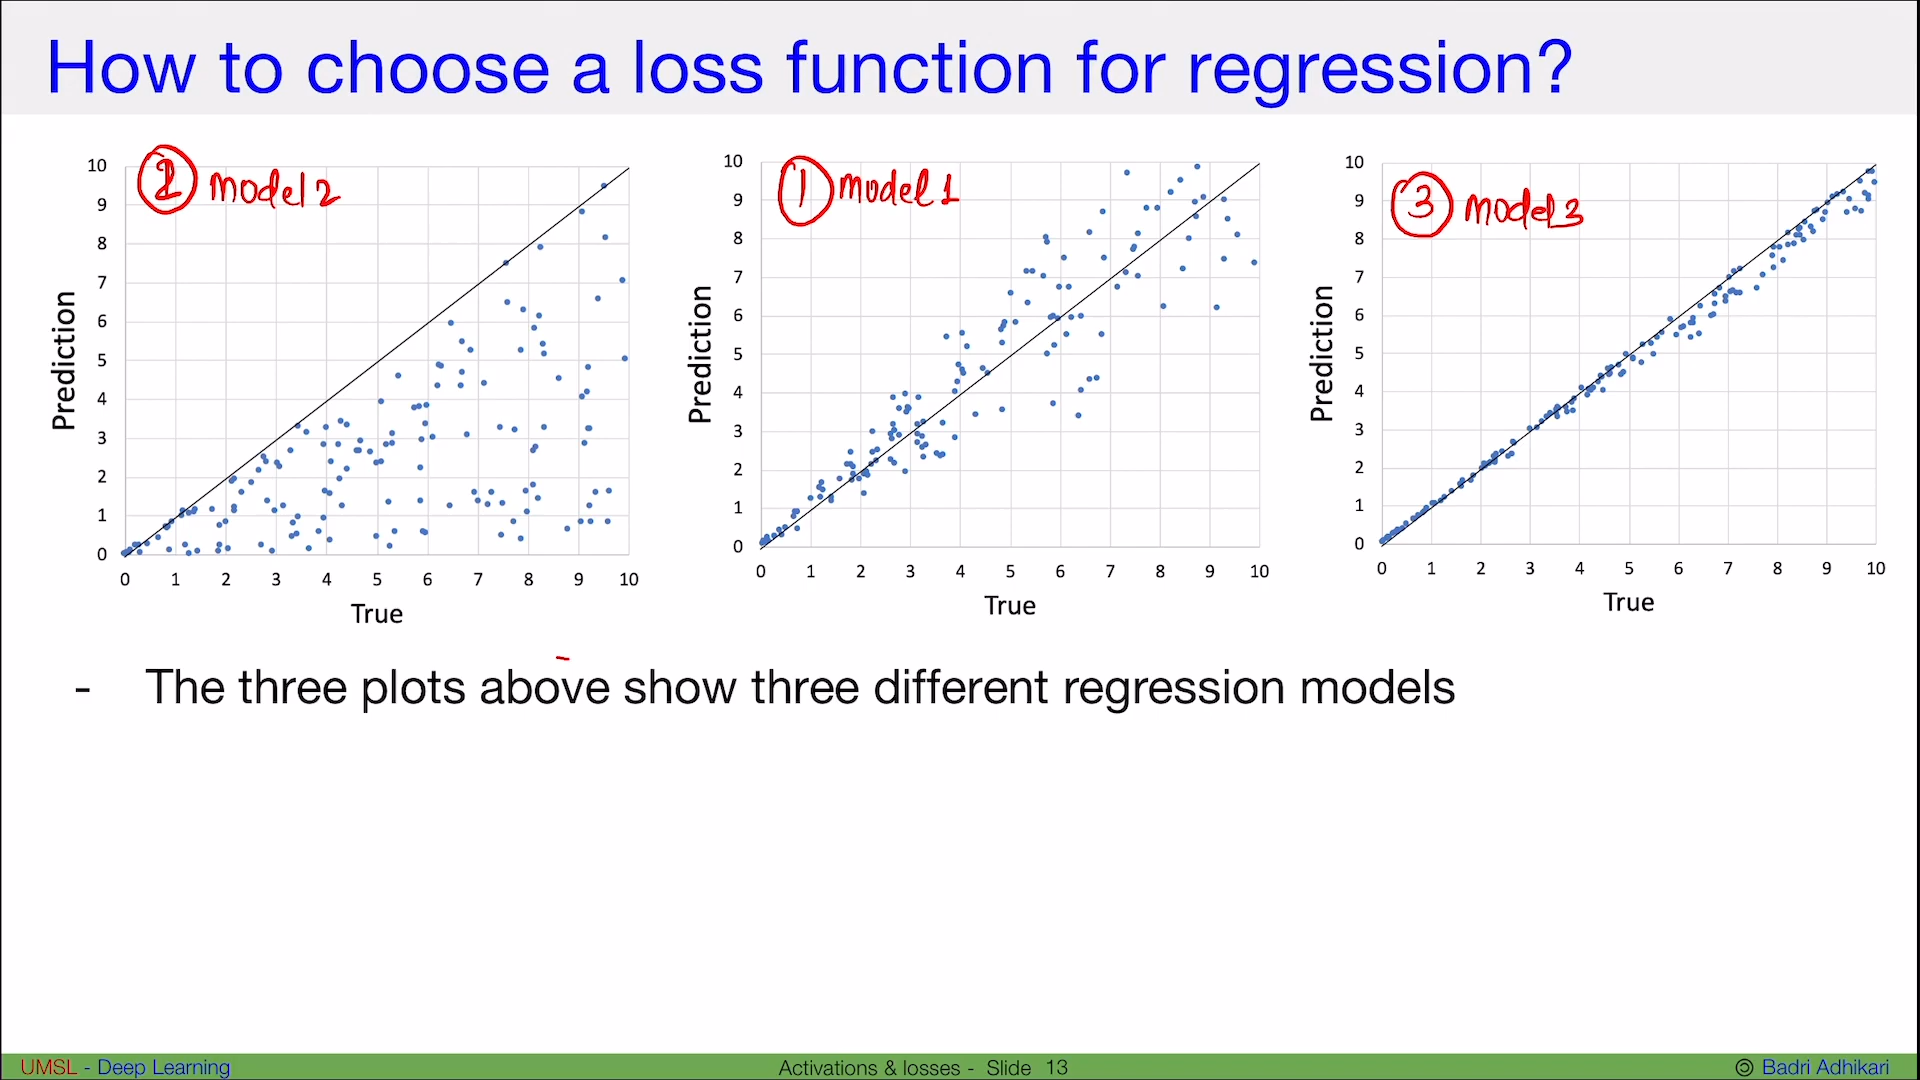 How to choose a loss function for regression?
2 model 2
1 model 1
3 model 3
10
9
8
7
6
5
4
3
2
1
0
Prediction
0 1 2 3 4 5 6 7 8 9 10
True
10
9
8
7
6
5
4
3
2
1
0
Prediction
0 1 2 3 4 5 6 7 8 9 10
True
10
9
8
7
6
5
4
3
2
1
0
Prediction
0 1 2 3 4 5 6 7 8 9 10
True
- The three plots above show three different regression models
UMSL - Deep Learning
Activations & losses - Slide 13
© Badri Adhikari